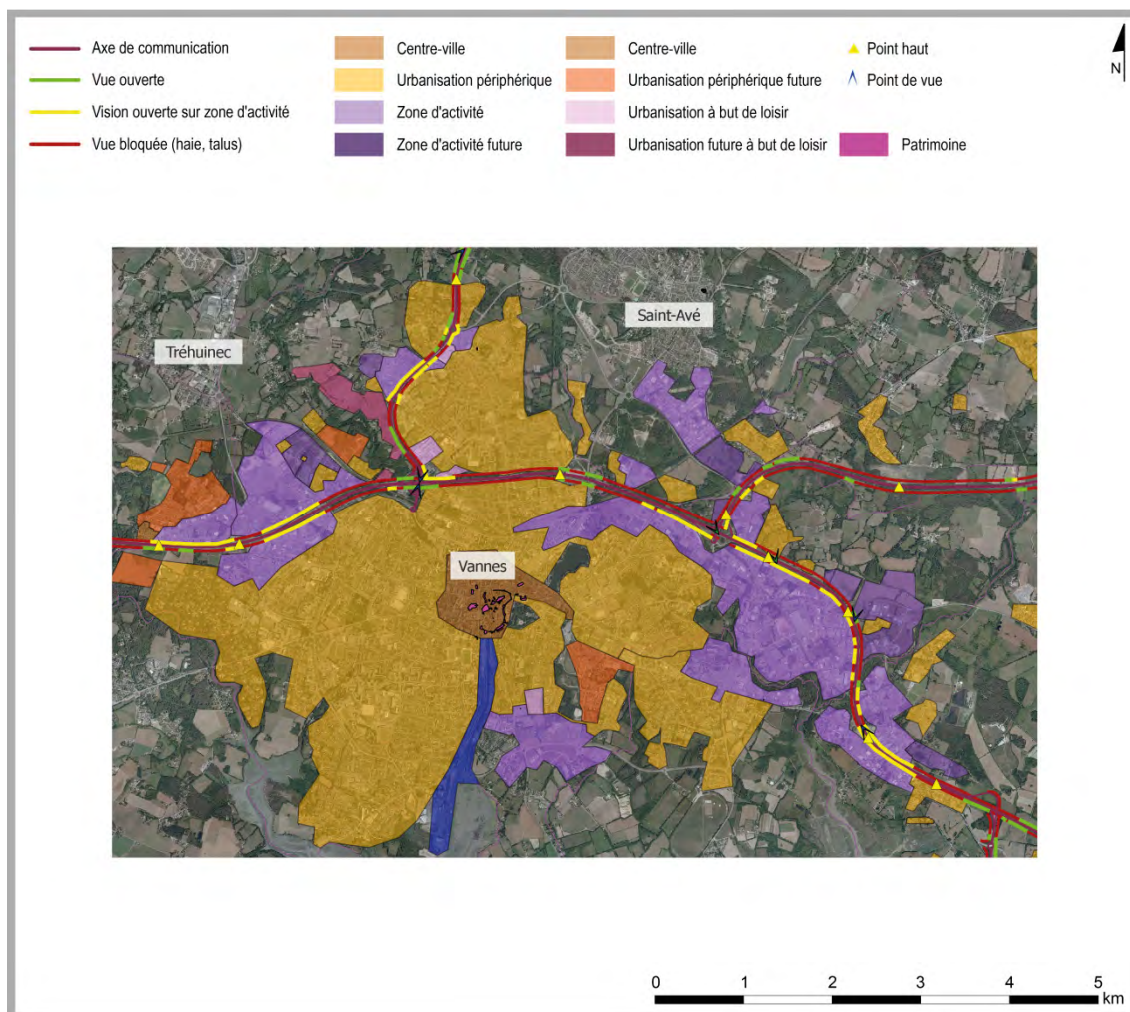 Axe de communication
Vue ouverte
Vision ouverte sur zone d'activité
Vue bloquée (haie, talus)
Centre-ville
Urbanisation périphérique
Zone d'activité
Zone d'activité future
Centre-ville
Urbanisation périphérique future
Urbanisation à but de loisir
Urbanisation future à but de loisir
Point haut
Point de vue
Patrimoine
N
Saint-Avé
Tréhuinec
Vannes
0 1 2 3 4 5
km